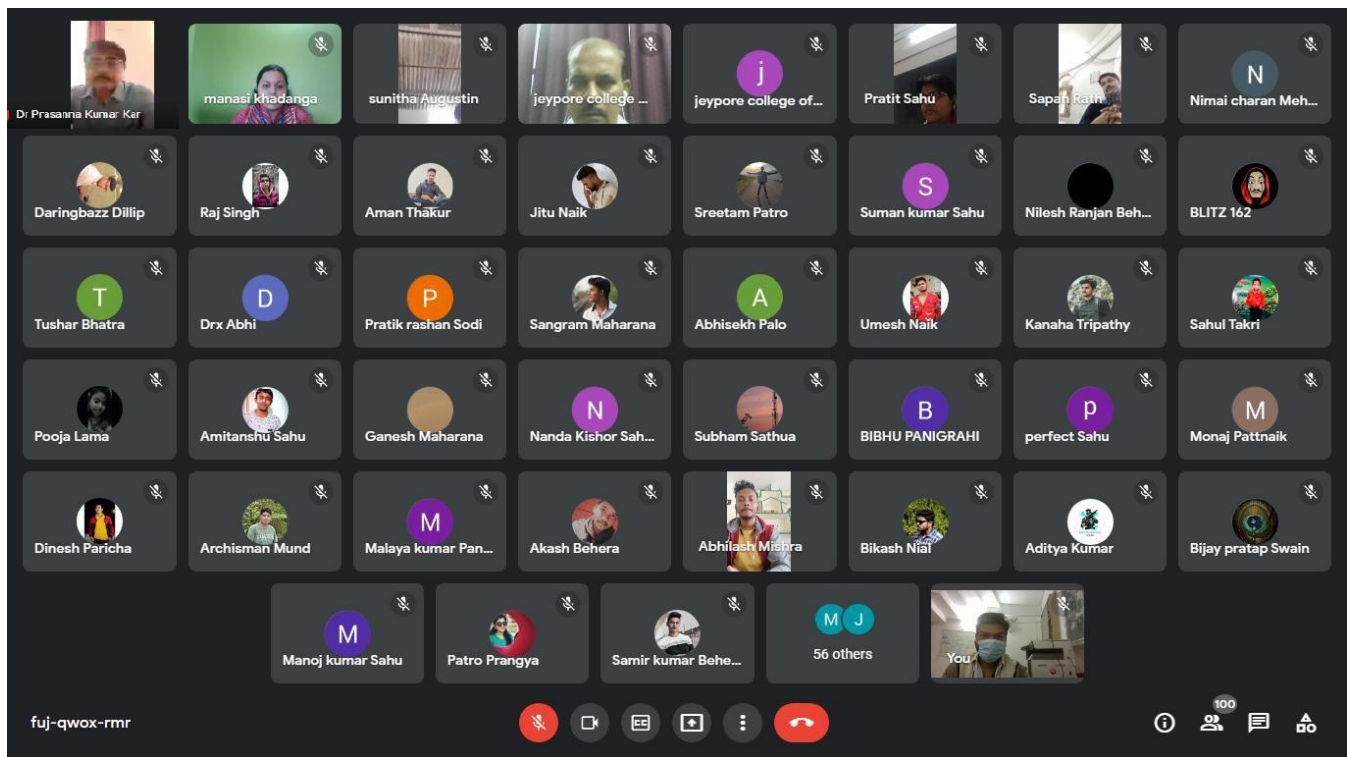 Dr Prasanna Kumar Kar
manasi khadanga
sunitha Augustin
jeypore college ...
j
jeypore college of...
Pratit Sahu
Sapan Rath
N
Nimai charan Meh...
Daringbazz Dillip
Raj Singh
Aman Thakur
Jitu Naik
Sreetam Patro
S
Suman kumar Sahu
Nilesh Ranjan Beh...
BLITZ 162
T
Tushar Bhatra
D
Drx Abhi
P
Pratik rashan Sodi
Sangram Maharana
A
Abhisekh Palo
Umesh Naik
Kanaha Tripathy
Sahul Takri
Pooja Lama
Amitanshu Sahu
Ganesh Maharana
N
Nanda Kishor Sah...
Subham Sathua
B
BIBHU PANIGRAHI
p
perfect Sahu
M
Monaj Pattnaik
Dinesh Paricha
Archisman Mund
M
Malaya kumar Pan...
Akash Behera
Abhilash Mishra
Bikash Nial
Aditya Kumar
Bijay pratap Swain
M
Manoj kumar Sahu
Patro Prangya
Samir kumar Behe...
M J
56 others
You
fuj-qwox-rmr
CC
100